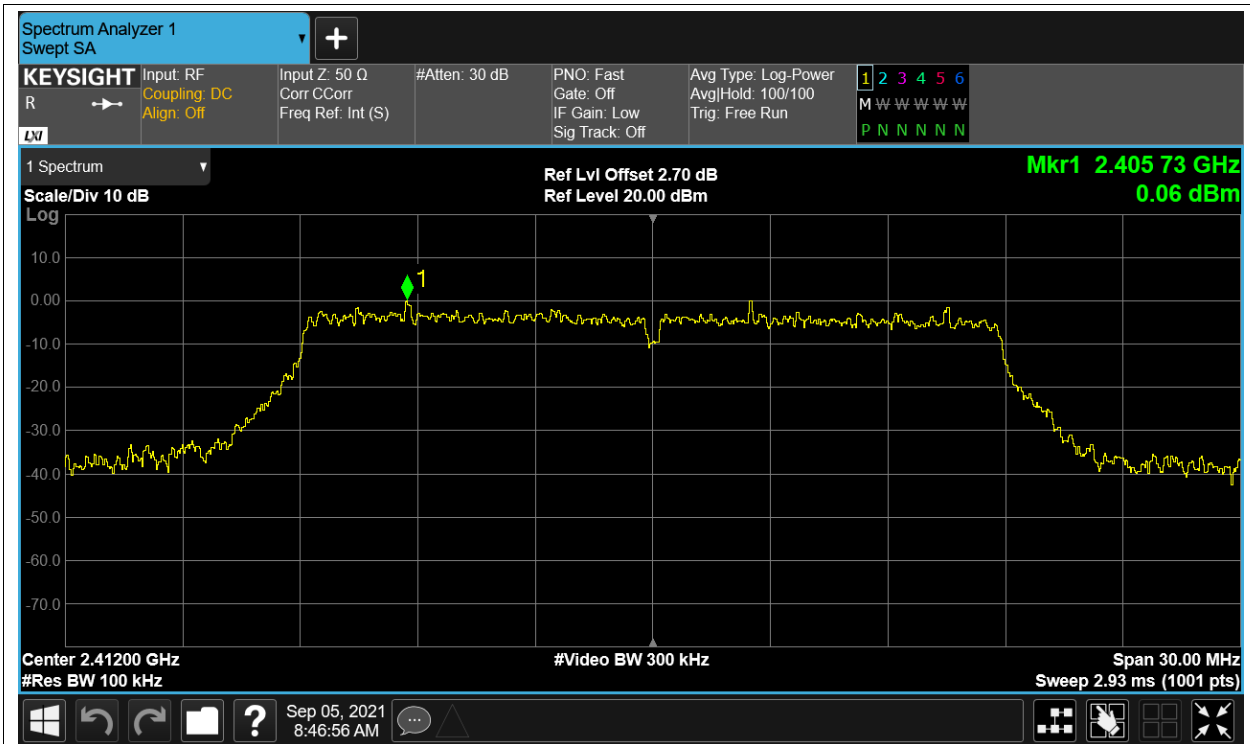 Spectrum Analyzer 1
Swept SA
KEYSIGHT
R
LXI
Input: RF
Coupling: DC
Align: Off
Input Z: 50 Ω
Corr CCorr
Freq Ref: Int (S)
#Atten: 30 dB
PNO: Fast
Gate: Off
IF Gain: Low
Sig Track: Off
Avg Type: Log-Power
Avg|Hold: 100/100
Trig: Free Run
1 2 3 4 5 6
M W W W W W
P N N N N N
1 Spectrum
Scale/Div 10 dB
Ref Lvl Offset 2.70 dB
Ref Level 20.00 dBm
Mkr1 2.405 73 GHz
0.06 dBm
Log
10.0
0.00
-10.0
-20.0
-30.0
-40.0
-50.0
-60.0
-70.0
1
Center 2.41200 GHz
#Res BW 100 kHz
#Video BW 300 kHz
Span 30.00 MHz
Sweep 2.93 ms (1001 pts)
?
Sep 05, 2021
8:46:56 AM